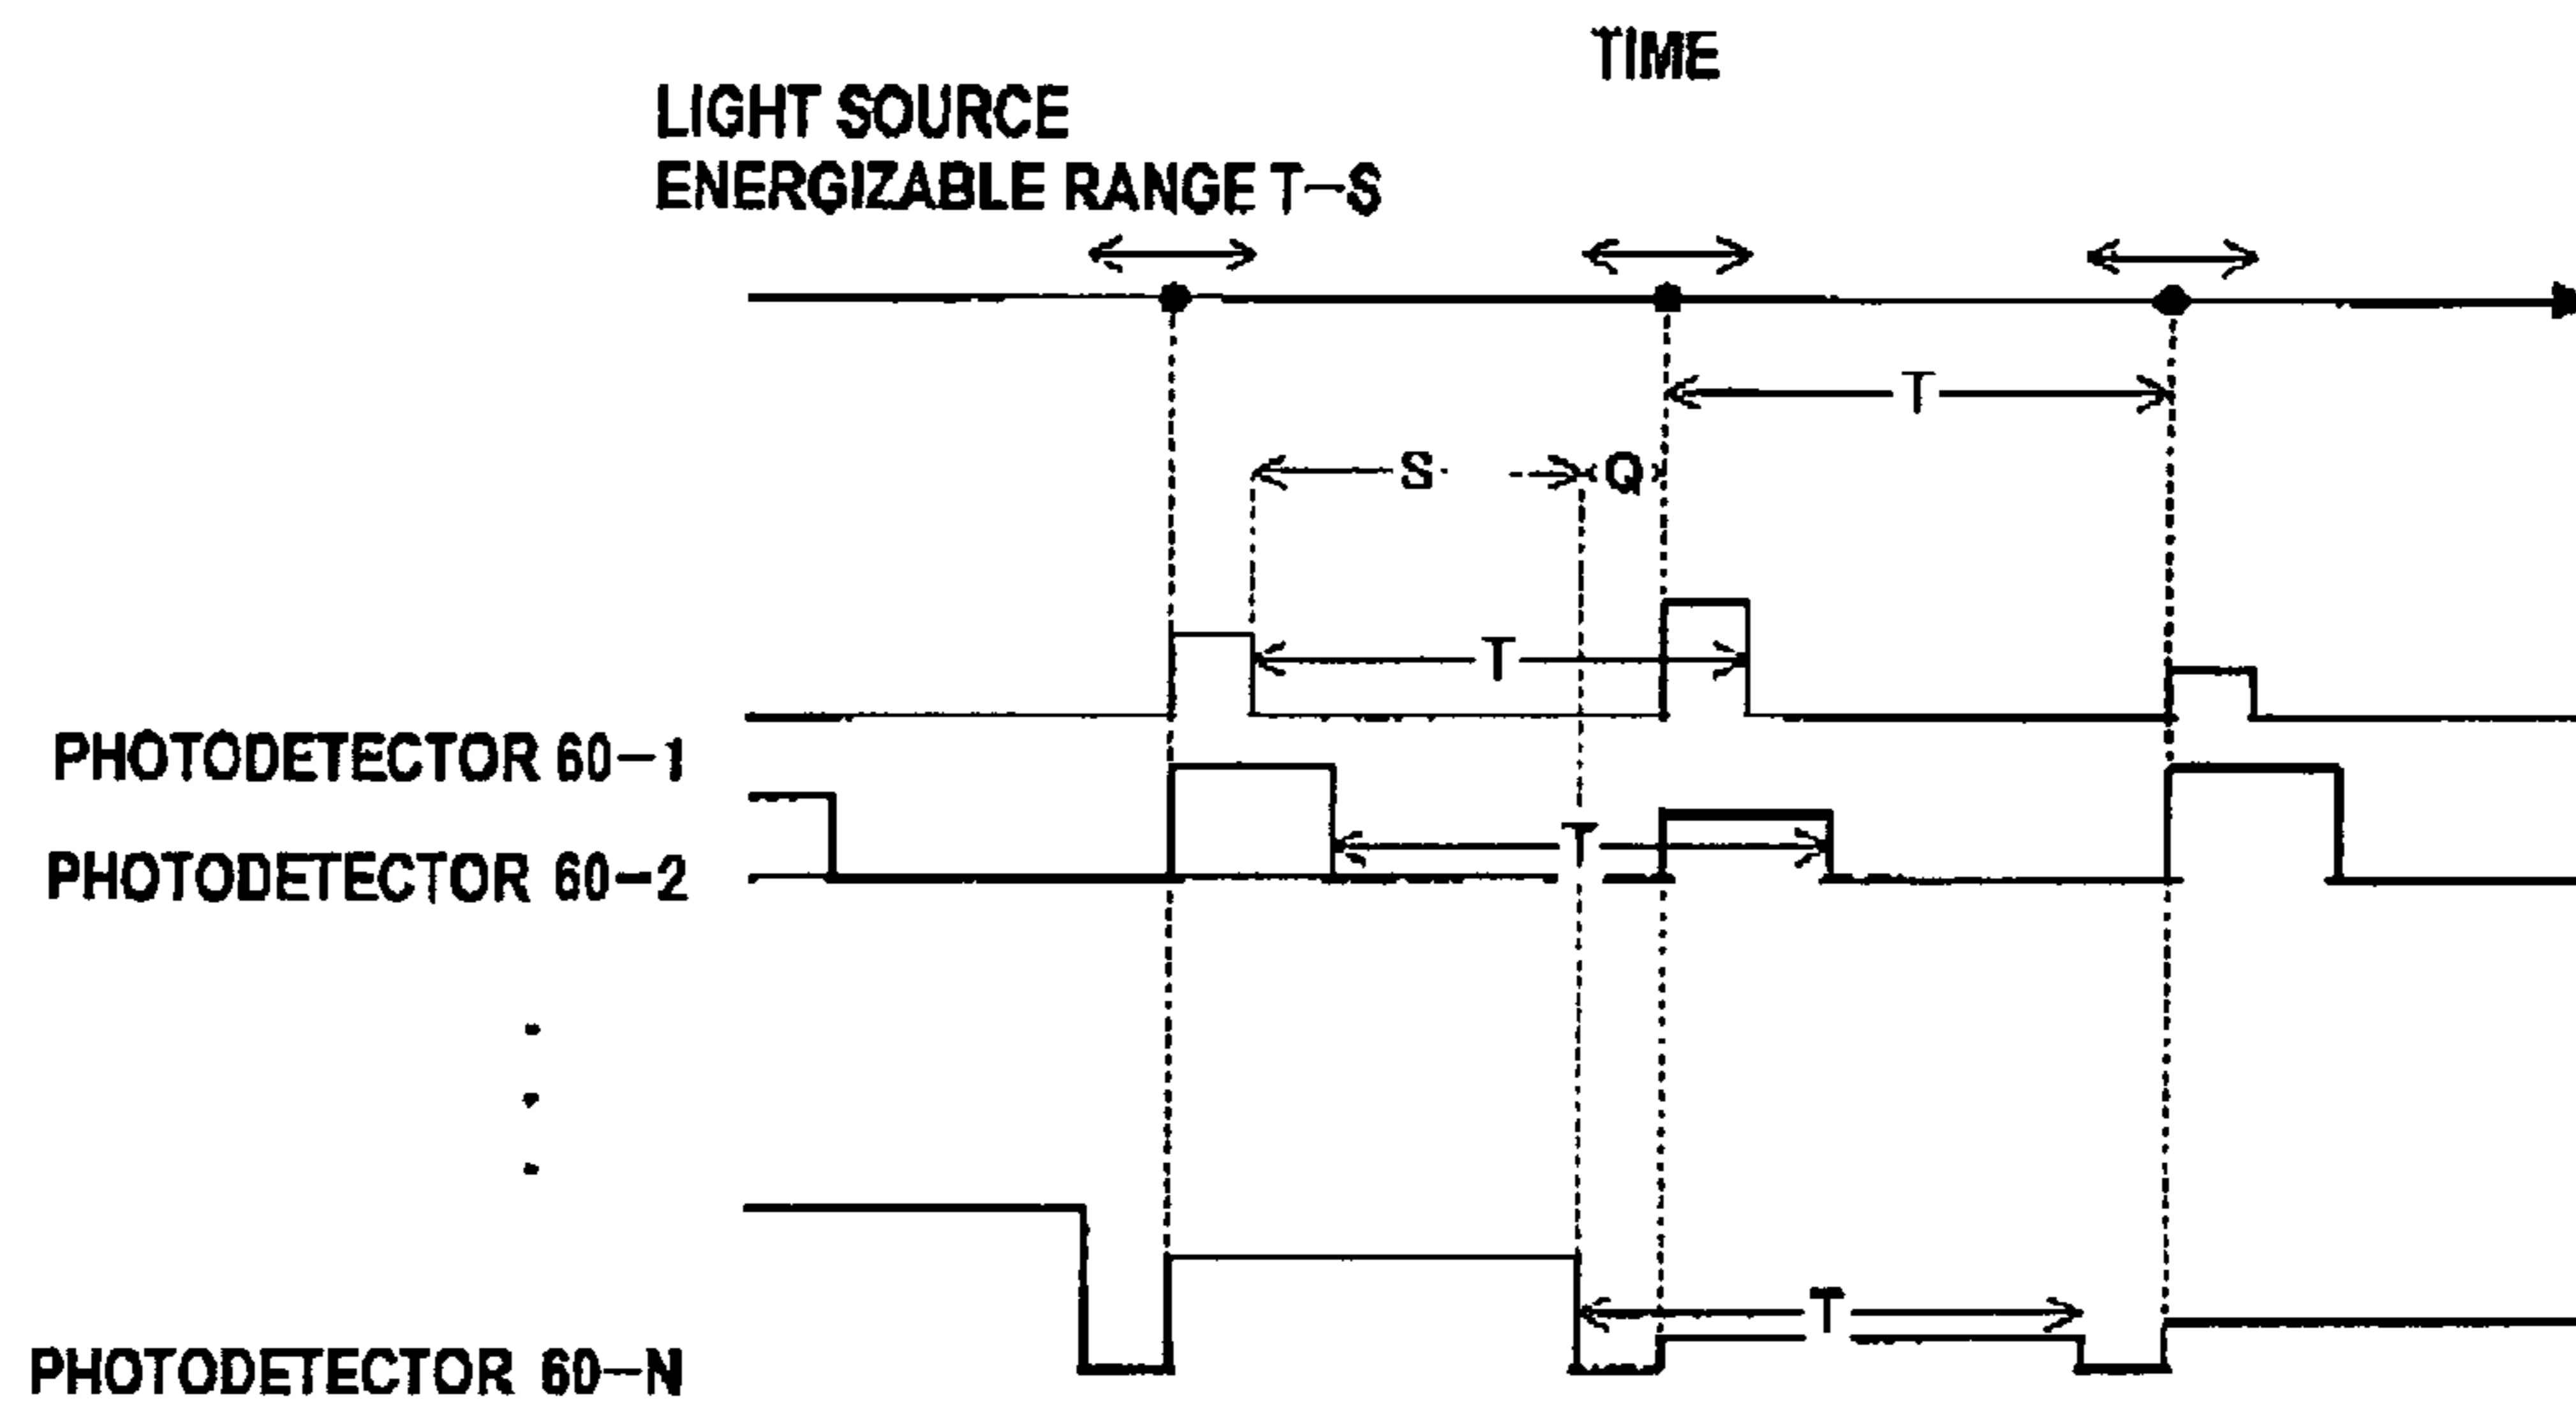 TIME
LIGHT SOURCE
ENERGIZABLE RANGE T–S
T
S
Q
T
PHOTODETECTOR 60–1
T
PHOTODETECTOR 60–2
T
PHOTODETECTOR 60–N